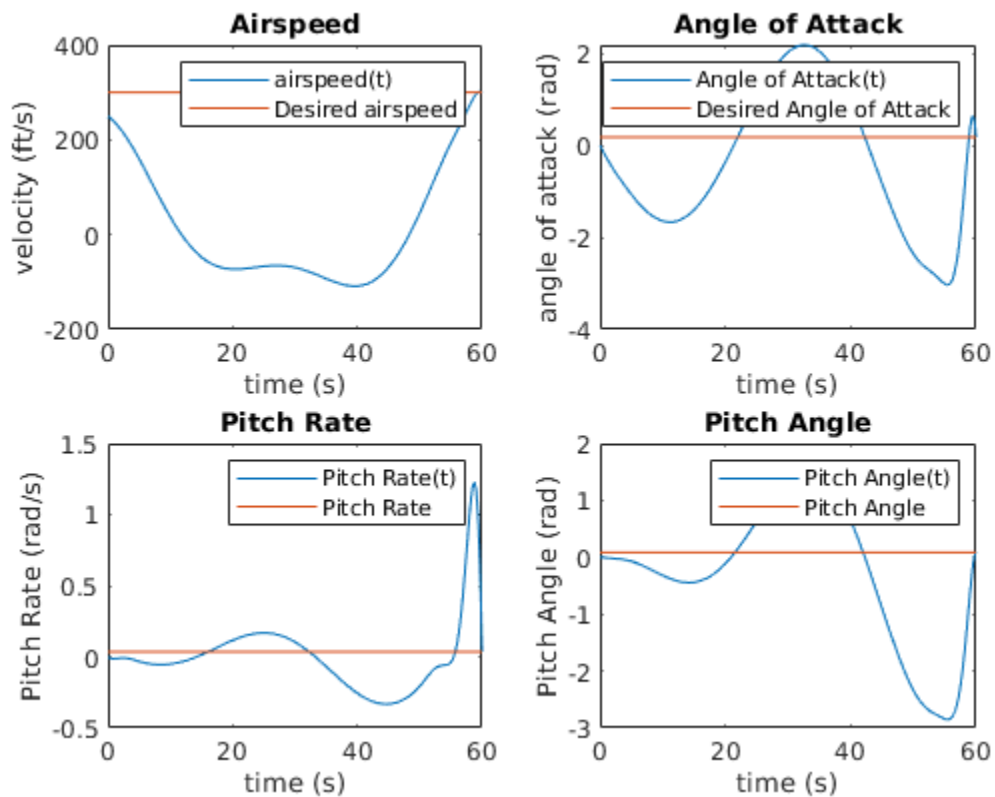 Airspeed
400
200
0
-200
velocity (ft/s)
airspeed(t)
Desired airspeed
0 20 40 60
time (s)
Angle of Attack
2
0
-2
-4
angle of attack (rad)
Angle of Attack(t)
Desired Angle of Attack
0 20 40 60
time (s)
Pitch Rate
1.5
1
0.5
0
-0.5
Pitch Rate (rad/s)
Pitch Rate(t)
Pitch Rate
0 20 40 60
time (s)
Pitch Angle
2
1
0
-1
-2
-3
Pitch Angle (rad)
Pitch Angle(t)
Pitch Angle
0 20 40 60
time (s)